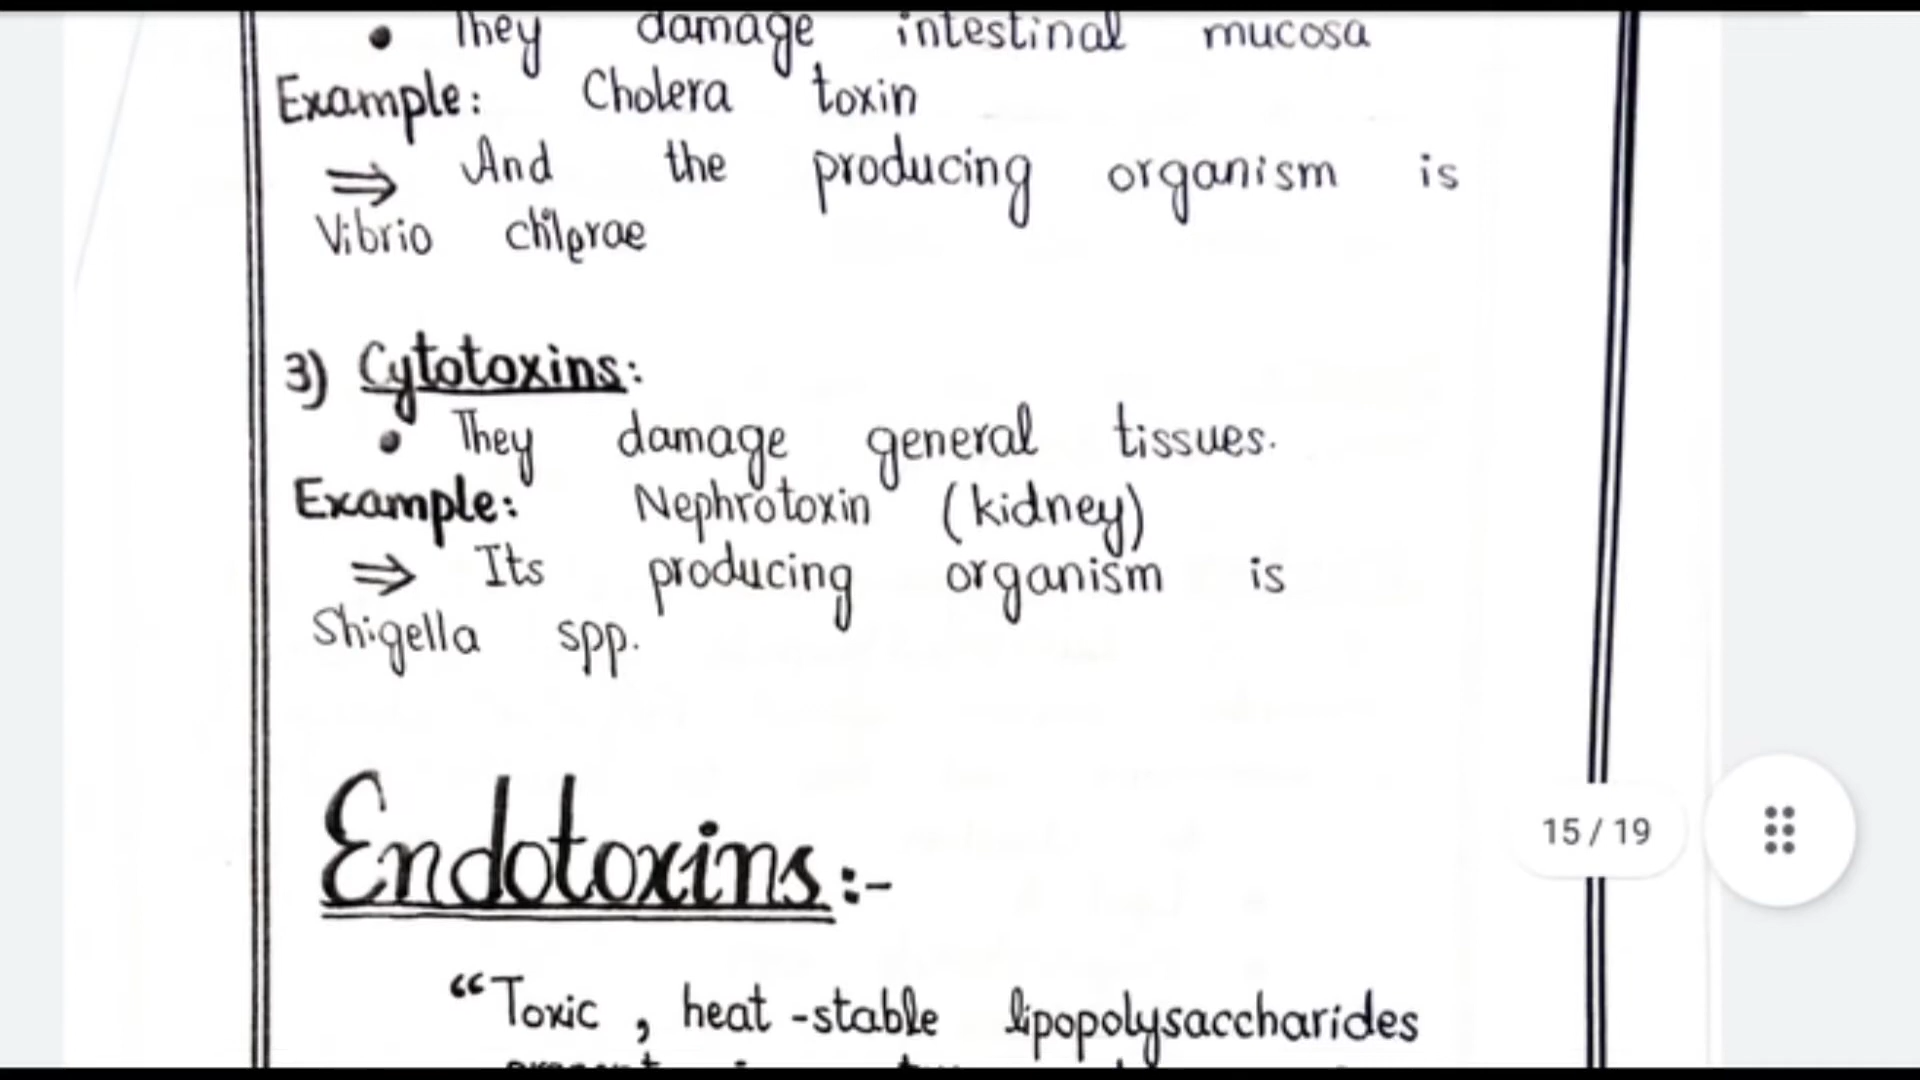 • They damage intestinal mucosa
Example: Cholera toxin
⇒ And the producing organism is
Vibrio
3) Cytotoxins:
• They damage general tissues.
Example: Nephrotoxin (kidney)
⇒ Its producing organism is
Shigella spp.
Endotoxins:-
“Toxic, heat-stable lipopolysaccharides
15 / 19